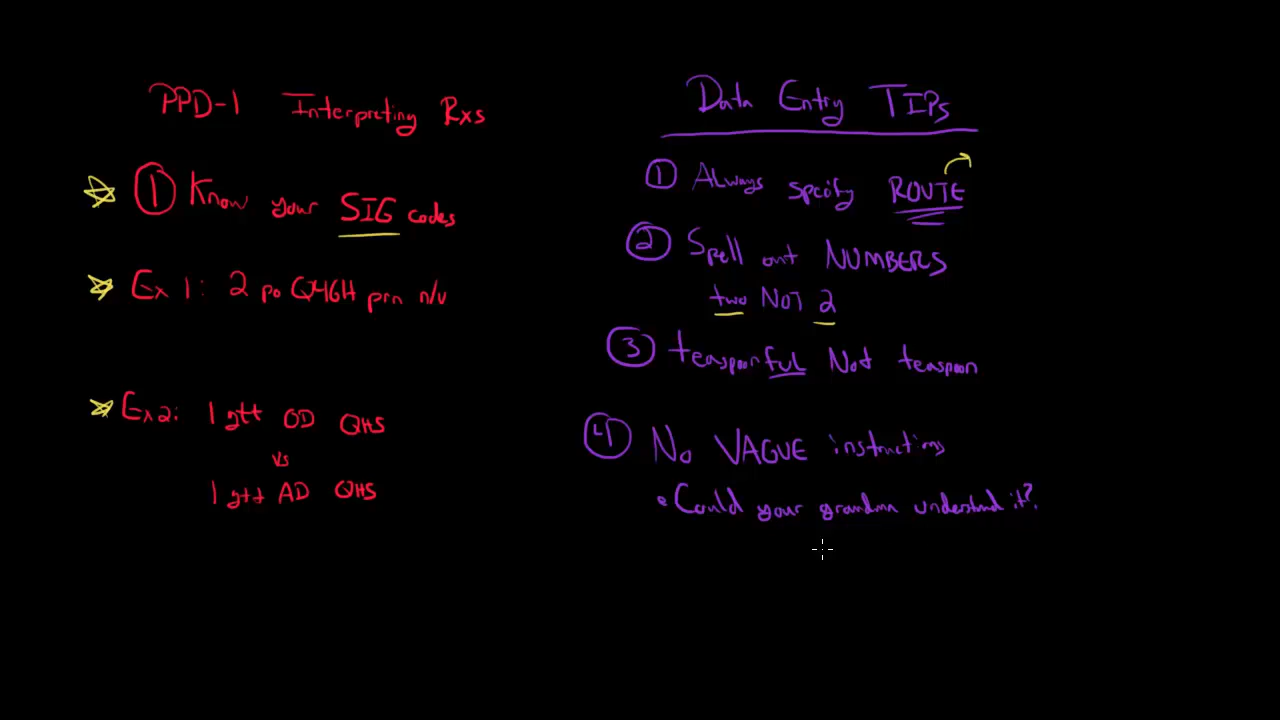 PPD-1 Interpreting Rxs
① Know your SIG codes
Ex 1: 2 po Q4-6H prn n/v
Ex 2: 1 gtt OD QHS
vs
1 gtt AD QHS
Data Entry TIPs
① Always specify ROUTE
② Spell out NUMBERS
two NOT 2
③ teaspoonful Not teaspoon
④ No VAGUE instructions
• Could your grandma understand it?